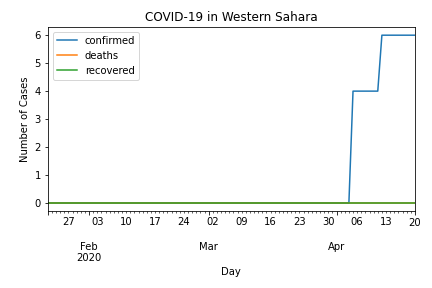 COVID-19 in Western Sahara
confirmed
deaths
recovered
Number of Cases
6
5
4
3
2
1
0
27 03 10 17 24 02 09 16 23 30 06 13 20
Feb Mar Apr
2020
Day